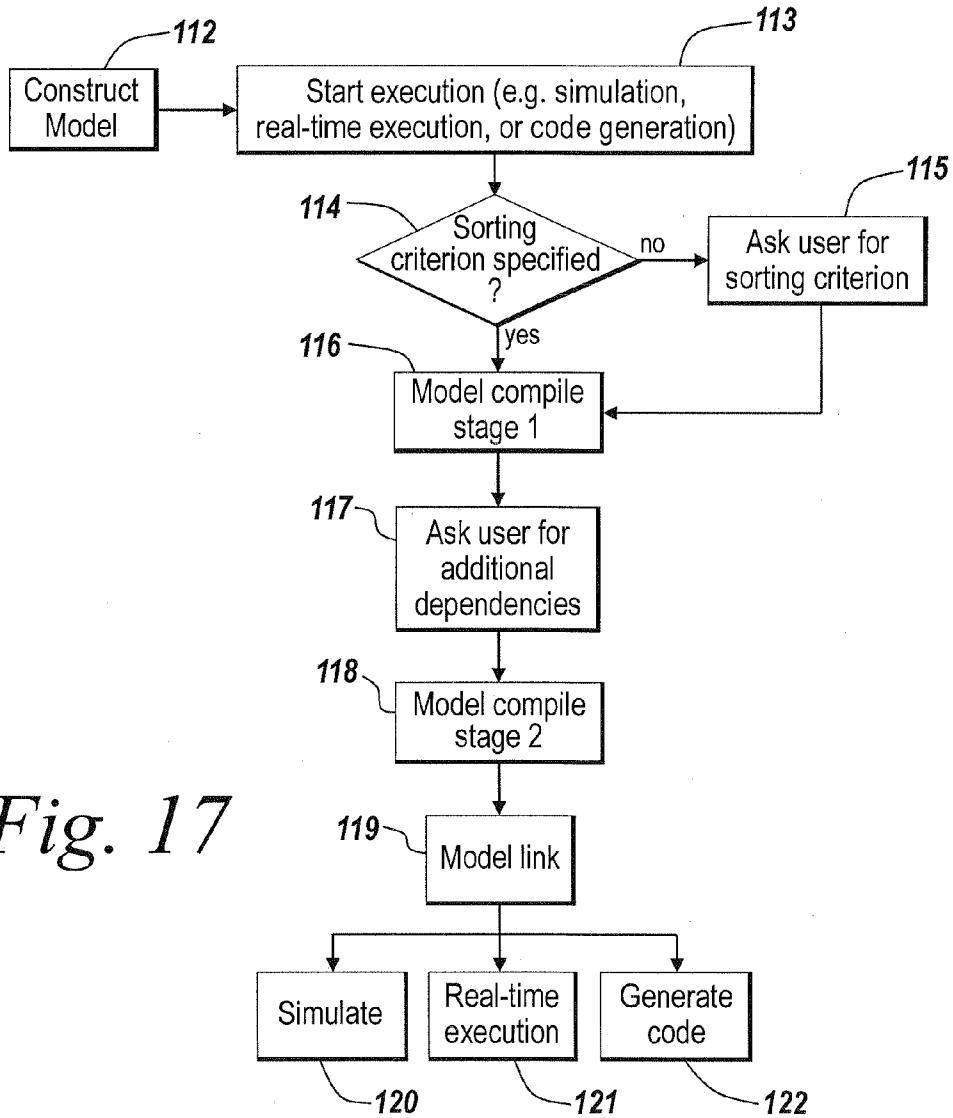 112
Construct
Model
113
Start execution (e.g. simulation,
real-time execution, or code generation)
114
Sorting
criterion specified
?
no
yes
115
Ask user for
sorting criterion
116
Model compile
stage 1
117
Ask user for
additional
dependencies
118
Model compile
stage 2
Fig. 17
119
Model link
Simulate
120
Real-time
execution
121
Generate
code
122